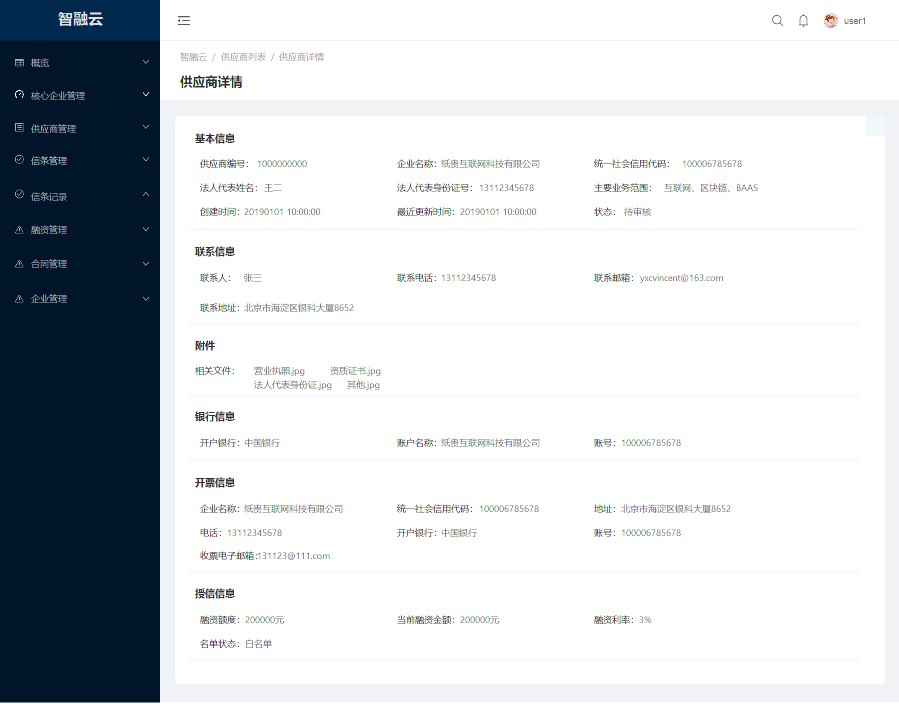 智融云
user1
概览
核心企业管理
供应商管理
信条管理
信条记录
融资管理
合同管理
企业管理
智融云 / 供应商列表 / 供应商详情
供应商详情
基本信息
供应商编号： 1000000000 企业名称：纸贵互联网科技有限公司 统一社会信用代码： 100006785678
法人代表姓名：王二 法人代表身份证号：13112345678 主要业务范围： 互联网、区块链、BAAS
创建时间：20190101 10:00:00 最近更新时间：20190101 10:00:00 状态： 待审核
联系信息
联系人： 张三 联系电话：13112345678 联系邮箱：yxcvincent@163.com
联系地址：北京市海淀区银科大厦8652
附件
相关文件： 营业执照.jpg 资质证书.jpg
法人代表身份证.jpg 其他.jpg
银行信息
开户银行：中国银行 账户名称：纸贵互联网科技有限公司 账号：100006785678
开票信息
企业名称：纸贵互联网科技有限公司 统一社会信用代码：100006785678 地址：北京市海淀区银科大厦8652
电话：13112345678 开户银行：中国银行 账号：100006785678
收票电子邮箱:131123@111.com
授信信息
融资额度：200000元 当前融资金额：200000元 融资利率：3%
名单状态：白名单